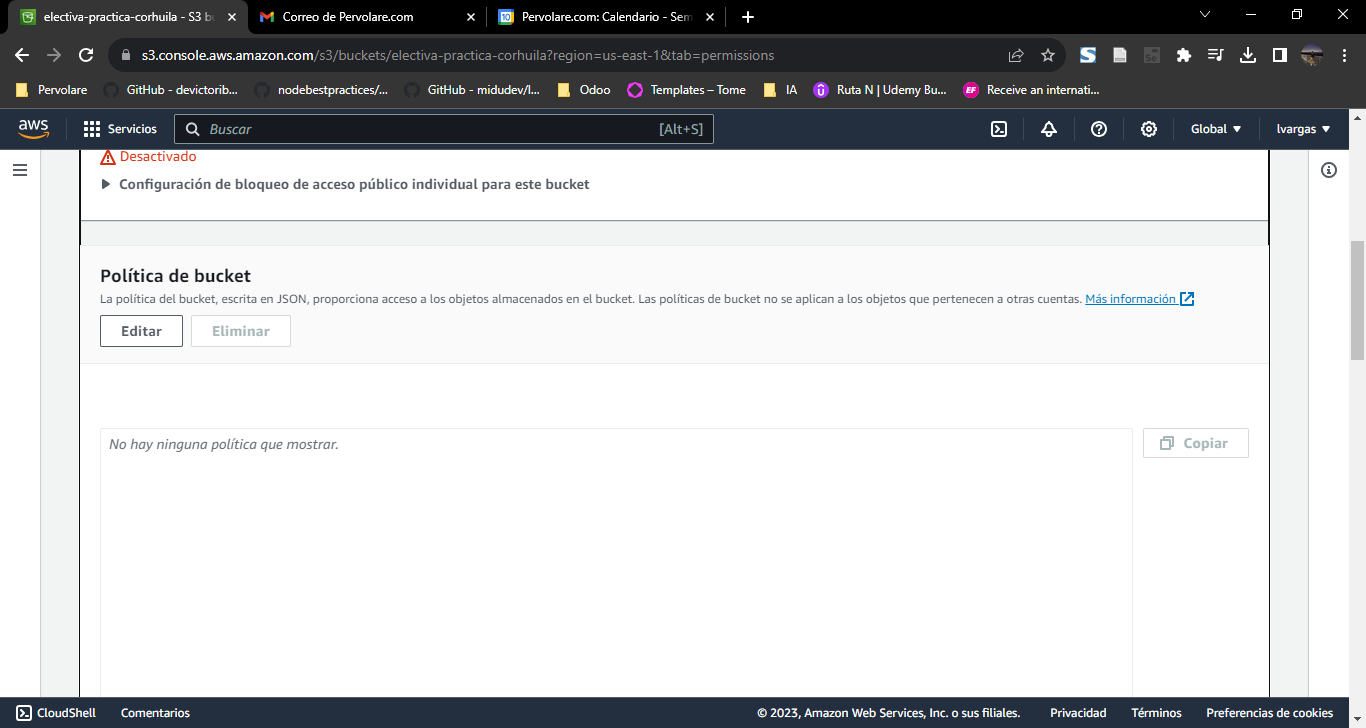 electiva-practica-corhuila - S3 bu
Correo de Pervolare.com
Pervolare.com: Calendario - Sem
s3.console.aws.amazon.com/s3/buckets/electiva-practica-corhuila?region=us-east-1&tab=permissions
Pervolare
GitHub - devictorib...
nodebestpractices/...
GitHub - midudev/l...
Odoo
Templates – Tome
IA
Ruta N | Udemy Bu...
Receive an internati...
aws
Servicios
Buscar
[Alt+S]
Global
lvargas
Desactivado
Configuración de bloqueo de acceso público individual para este bucket
Política de bucket
La política del bucket, escrita en JSON, proporciona acceso a los objetos almacenados en el bucket. Las políticas de bucket no se aplican a los objetos que pertenecen a otras cuentas. Más información
Editar
Eliminar
No hay ninguna política que mostrar.
Copiar
CloudShell
Comentarios
© 2023, Amazon Web Services, Inc. o sus filiales.
Privacidad
Términos
Preferencias de cookies